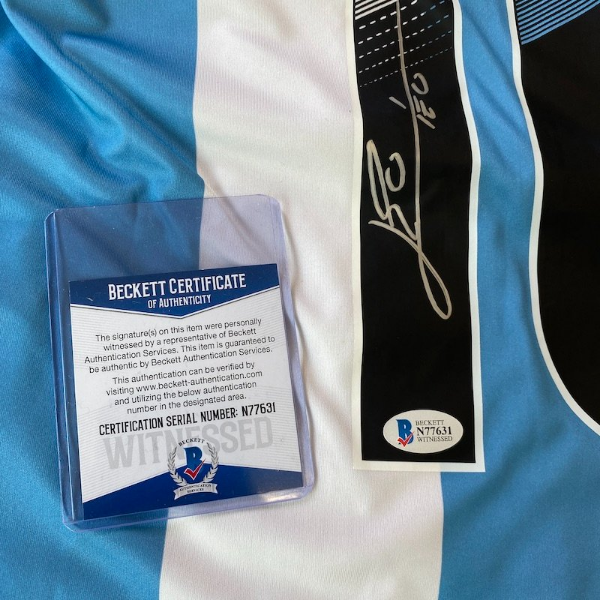 BECKETT CERTIFICATE
OF AUTHENTICITY
The signature(s) on this item were personally
witnessed by a representative of Beckett
Authentication Services. This item is guaranteed to
be authentic by Beckett Authentication Services.
This authentication can be verified by
visiting www.beckett-authentication.com
and utilizing the below authentication
number in the designated area.
CERTIFICATION SERIAL NUMBER: N77631
WITNESSED
BECKETT
B
BECKETT
B N77631
WITNESSED